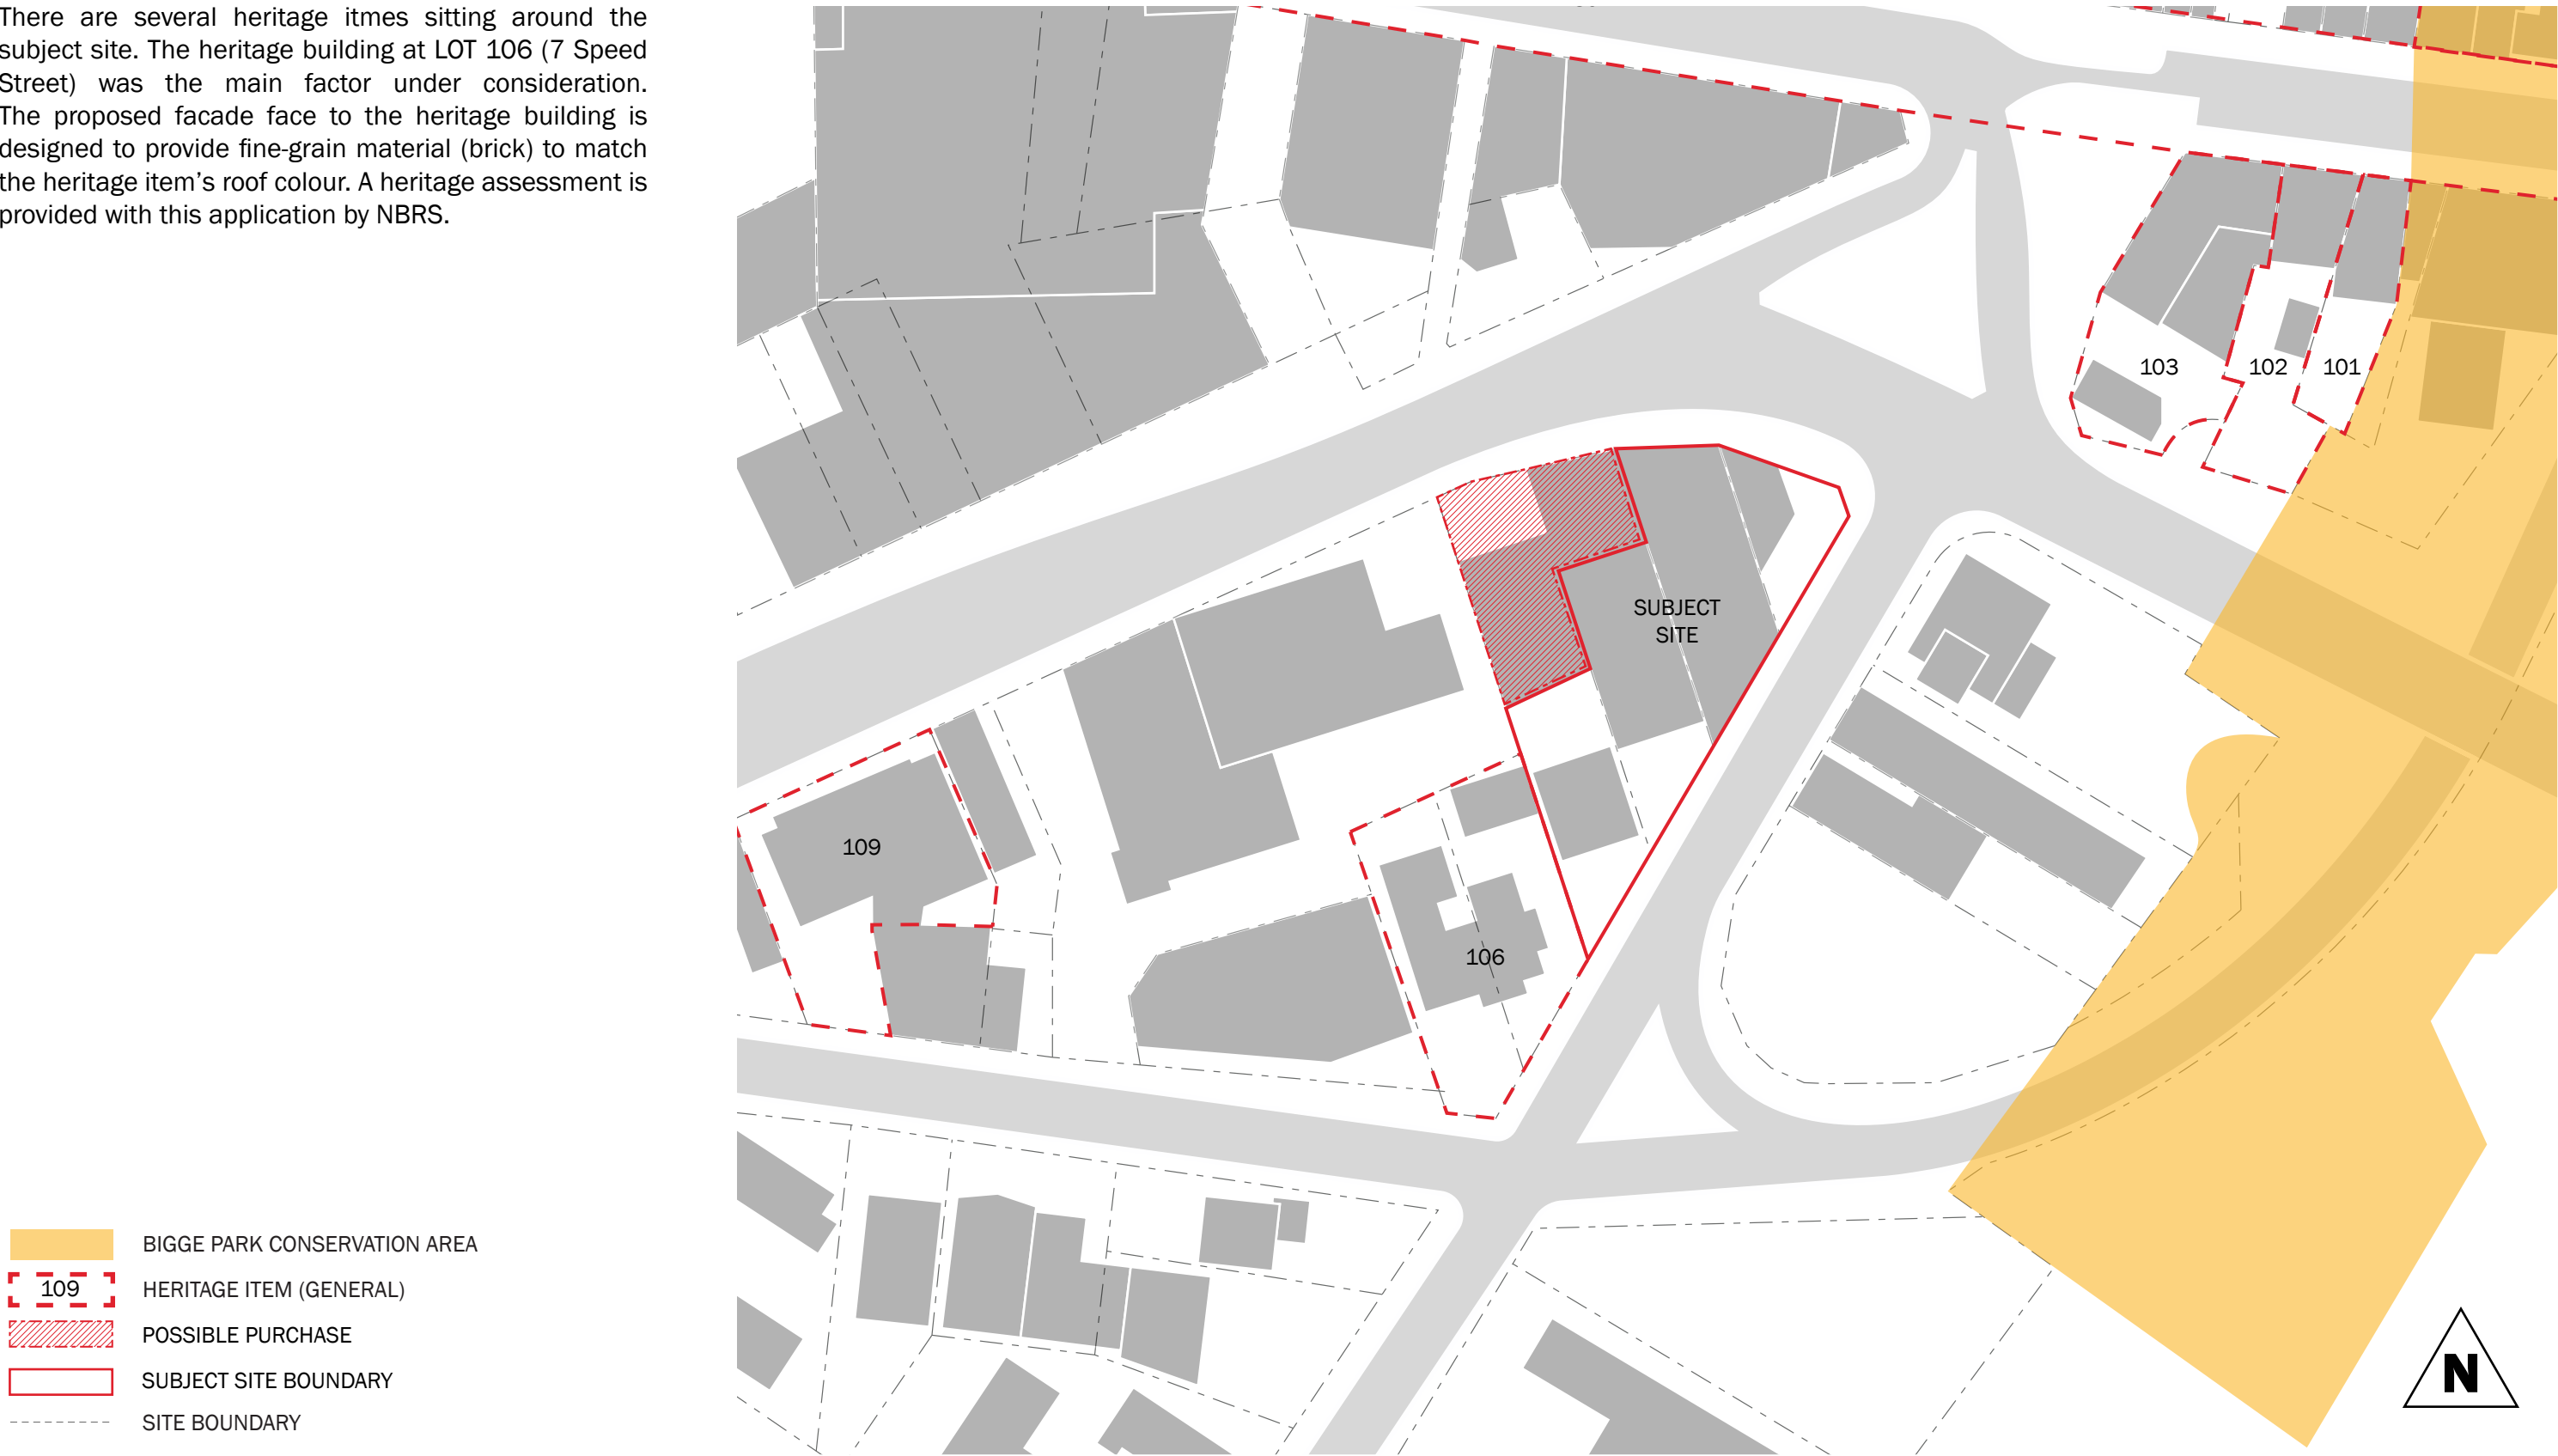 There are several heritage itmes sitting around the
subject site. The heritage building at LOT 106 (7 Speed
Street) was the main factor under consideration.
The proposed facade face to the heritage building is
designed to provide fine-grain material (brick) to match
the heritage item's roof colour. A heritage assessment is
provided with this application by NBRS.
103
102
101
SUBJECT
SITE
109
106
BIGGE PARK CONSERVATION AREA
109
HERITAGE ITEM (GENERAL)
POSSIBLE PURCHASE
SUBJECT SITE BOUNDARY
SITE BOUNDARY
N